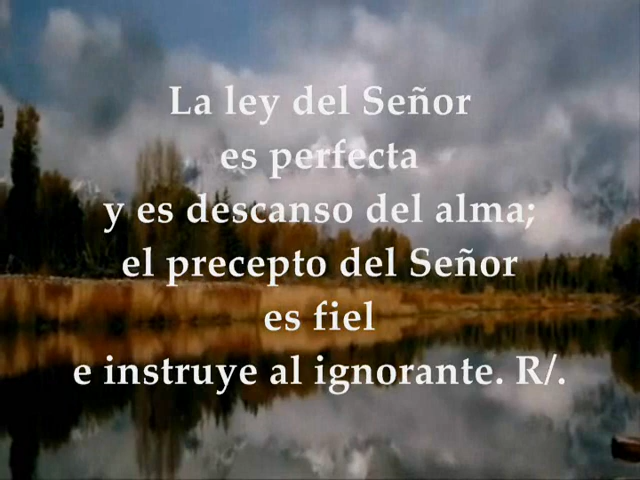 La ley del Señor
es perfecta
y es descanso del alma;
el precepto del Señor
es fiel
e instruye al ignorante. R/.